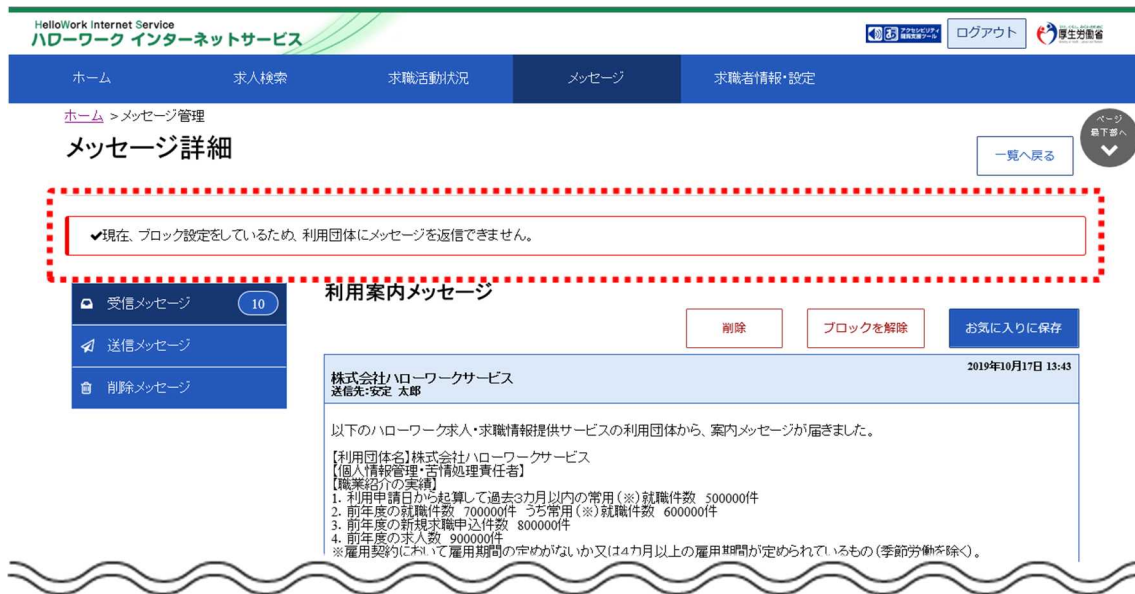 HelloWork Internet Service
ハローワーク インターネットサービス
ログアウト
厚生労働省
ホーム 求人検索 求職活動状況 メッセージ 求職者情報・設定
ホーム >メッセージ管理
ページ
最下部へ
メッセージ詳細
一覧へ戻る
✔現在、ブロック設定をしているため、利用団体にメッセージを返信できません。
受信メッセージ 10
送信メッセージ
削除メッセージ
利用案内メッセージ
削除 ブロックを解除 お気に入りに保存
株式会社ハローワークサービス 2019年10月17日 13:43
送信先:安定 太郎
以下のハローワーク求人・求職情報提供サービスの利用団体から、案内メッセージが届きました。
【利用団体名】株式会社ハローワークサービス
【個人情報管理・苦情処理責任者】
【職業紹介の実績】
1. 利用申請日から起算して過去3カ月以内の常用(※)就職件数 500000件
2. 前年度の就職件数 700000件 うち常用(※)就職件数 600000件
3. 前年度の新規求職申込件数 800000件
4. 前年度の求人数 900000件
※雇用契約において雇用期間の定めがないか又は4カ月以上の雇用期間が定められているもの(季節労働を除く)。